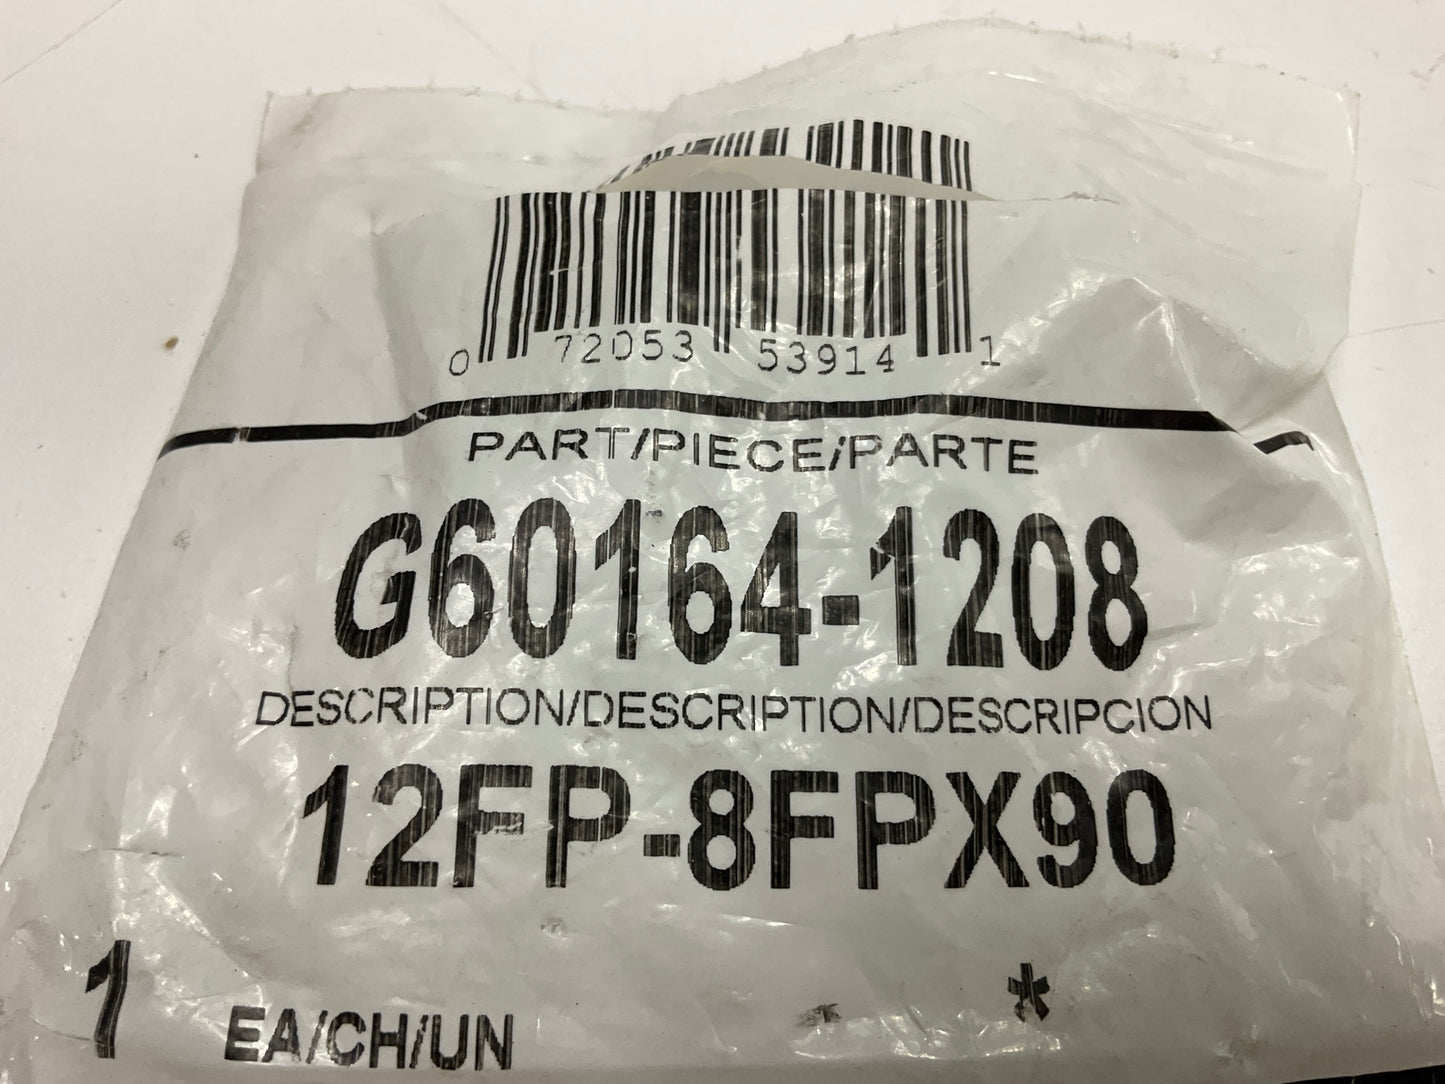 0 72053 53914 1
PART/PIECE/PARTE
G60164-1208
DESCRIPTION/DESCRIPTION/DESCRIPCION
12FP-8FPX90
1 EA/CH/UN *